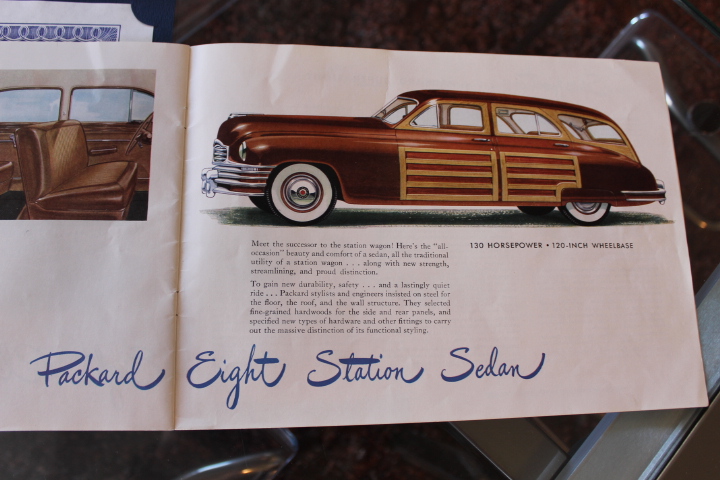 Meet the successor to the station wagon! Here's the "all-
occasion" beauty and comfort of a sedan, all the traditional
utility of a station wagon . . . along with new strength,
streamlining, and proud distinction.
To gain new durability, safety . . . and a lastingly quiet
ride . . . Packard stylists and engineers insisted on steel for
the floor, the roof, and the wall structure. They selected
fine-grained hardwoods for the side and rear panels, and
specified new types of hardware and other fittings to carry
out the massive distinction of its functional styling.
130 HORSEPOWER • 120-INCH WHEELBASE
Packard Eight Station Sedan